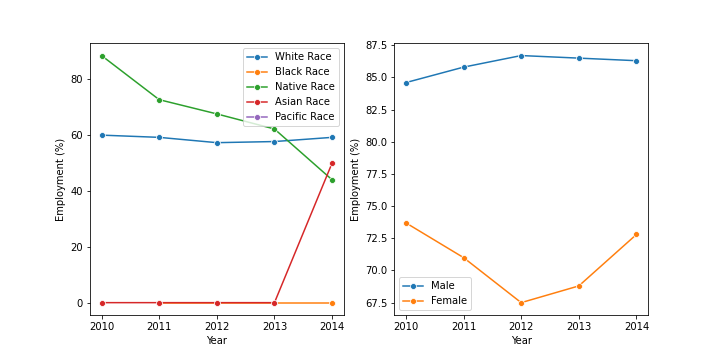 White Race
Black Race
Native Race
Asian Race
Pacific Race
80
60
40
20
0
Employment (%)
2010 2011 2012 2013 2014
Year
87.5
85.0
82.5
80.0
77.5
75.0
72.5
70.0
67.5
Employment (%)
Male
Female
2010 2011 2012 2013 2014
Year